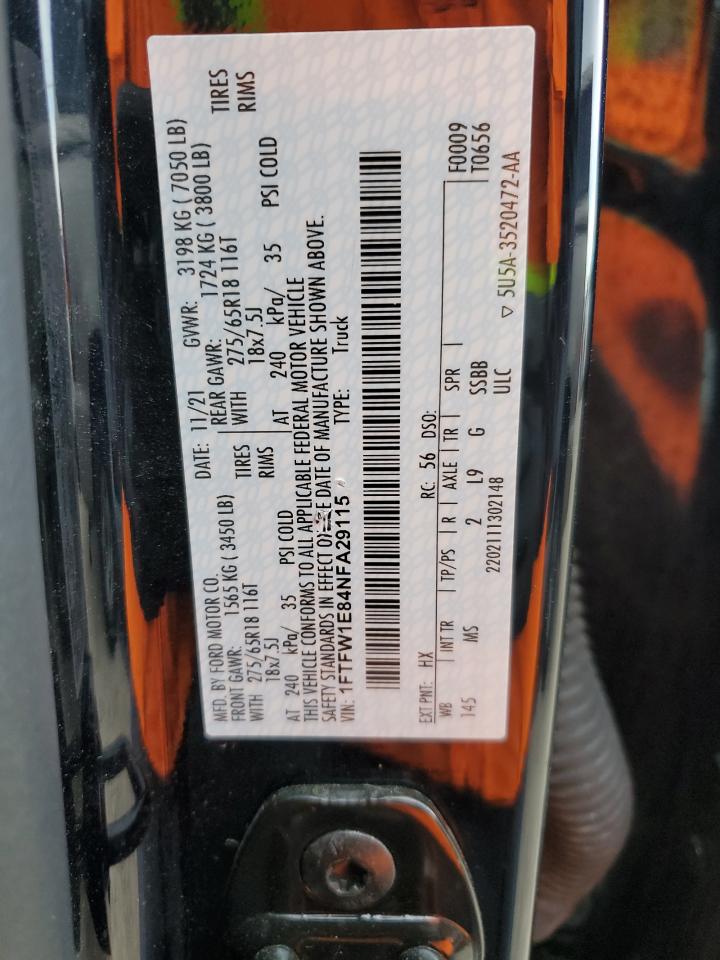 MFD. BY FORD MOTOR CO. DATE: 11/21 GVWR: 3198 KG ( 7050 LB)
FRONT GAWR: 1565 KG ( 3450 LB) REAR GAWR: 1724 KG ( 3800 LB)
WITH 275/65R18 116T TIRES WITH 275/65R18 116T TIRES
18x7.5J RIMS 18x7.5J RIMS
AT 240 kPa/ 35 PSI COLD AT 240 kPa/ 35 PSI COLD
THIS VEHICLE CONFORMS TO ALL APPLICABLE FEDERAL MOTOR VEHICLE
SAFETY STANDARDS IN EFFECT ON THE DATE OF MANUFACTURE SHOWN ABOVE.
VIN: 1FTFW1E84NFA29115 TYPE: Truck
EXT PNT: HX RC: 56 DSO: F0009
WB INT TR TP/PS R AXLE TR SPR T0656
145 MS 2 L9 G SSBB
2202111302148 ULC ▽ 5U5A-3520472-AA